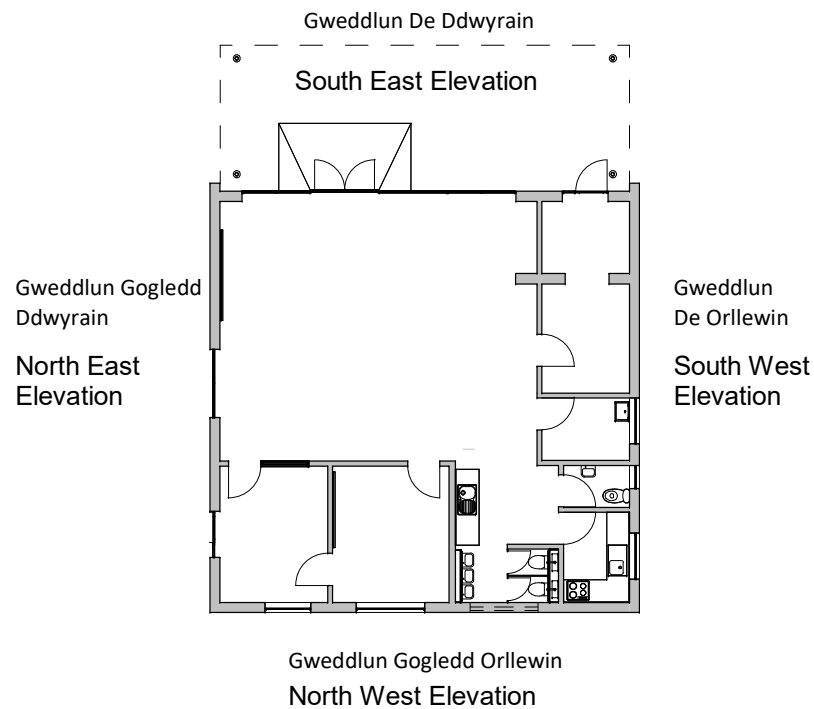 Gweddlun De Ddwyrain
South East Elevation
Gweddlun Gogledd
Ddwyrain
North East
Elevation
Gweddlun
De Orllewin
South West
Elevation
Gweddlun Gogledd Orllewin
North West Elevation